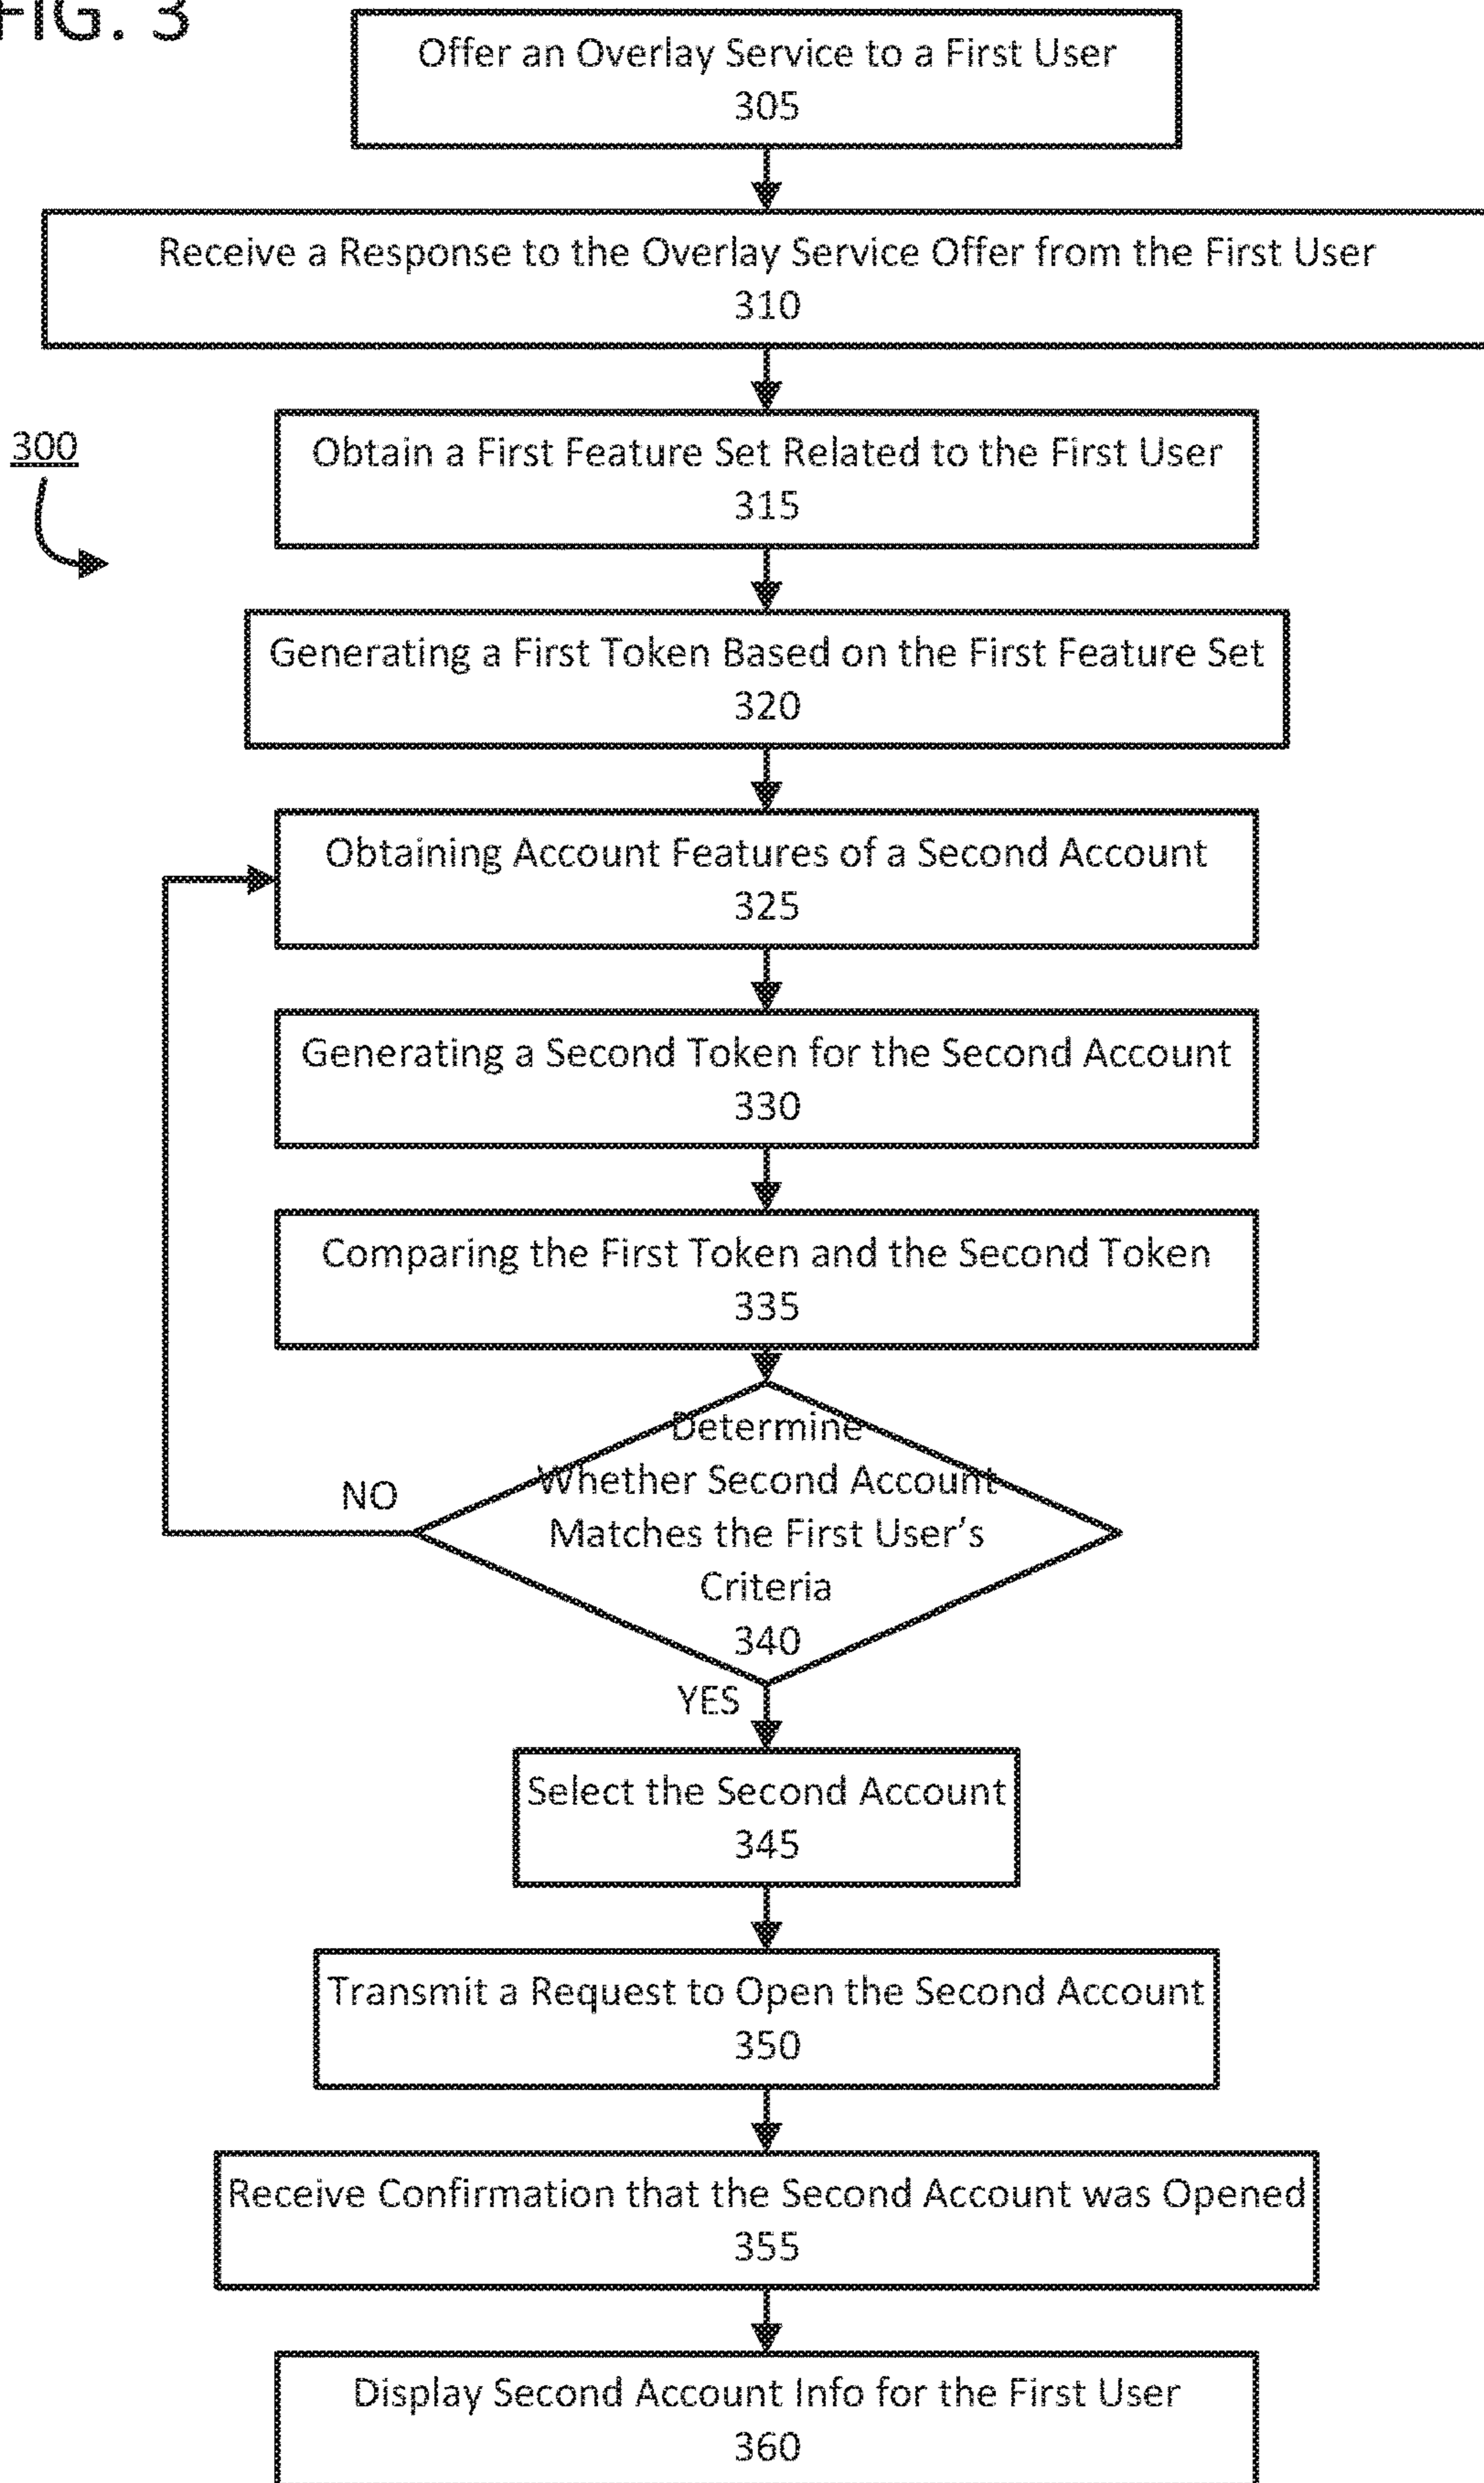 FIG. 3
Offer an Overlay Service to a First User
305
Receive a Response to the Overlay Service Offer from the First User
310
300
Obtain a First Feature Set Related to the First User
315
Generating a First Token Based on the First Feature Set
320
Obtaining Account Features of a Second Account
325
Generating a Second Token for the Second Account
330
Comparing the First Token and the Second Token
335
Determine
Whether Second Account
Matches the First User's
Criteria
340
NO
YES
Select the Second Account
345
Transmit a Request to Open the Second Account
350
Receive Confirmation that the Second Account was Opened
355
Display Second Account Info for the First User
360